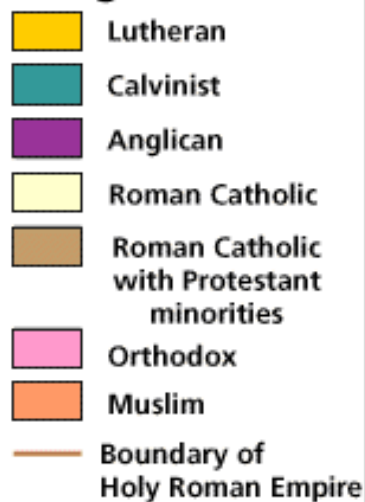 Lutheran
Calvinist
Anglican
Roman Catholic
Roman Catholic
with Protestant
minorities
Orthodox
Muslim
Boundary of
Holy Roman Empire